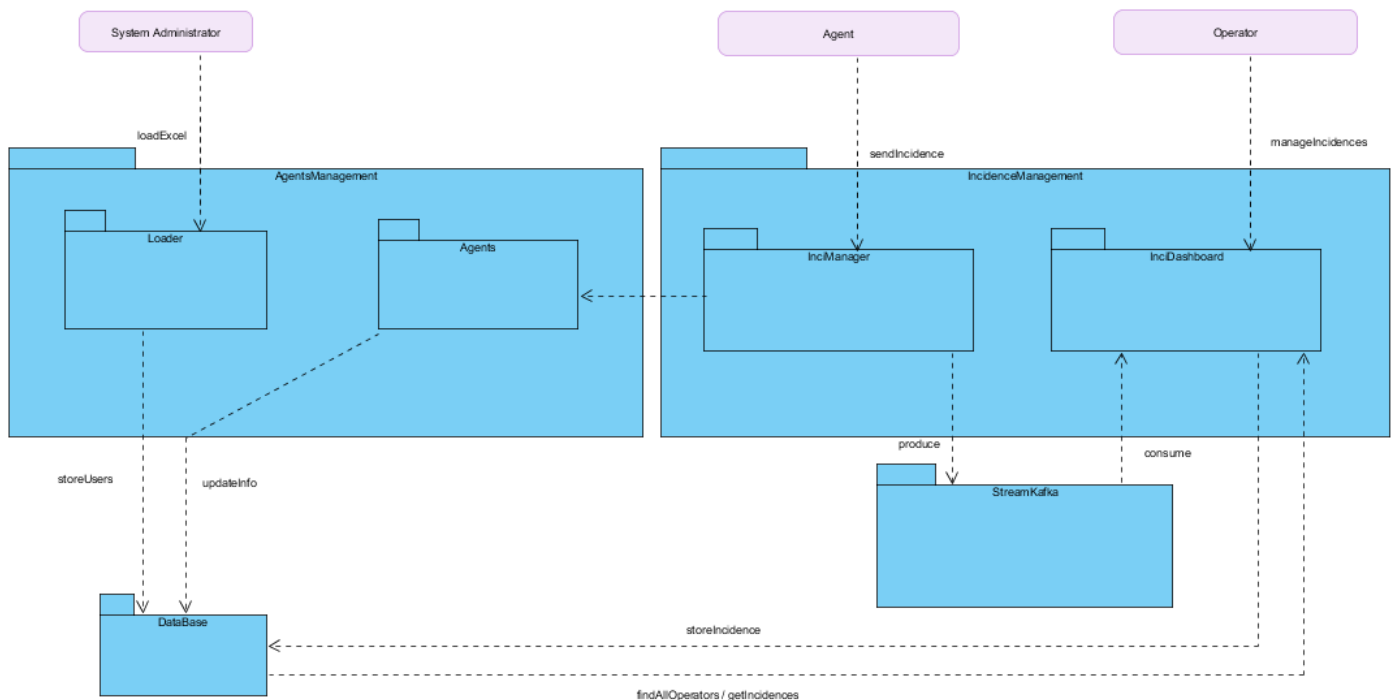 System Administrator
Agent
Operator
loadExcel
sendIncidence
manageIncidences
AgentsManagement
IncidenceManagement
Loader
Agents
InciManager
InciDashboard
produce
consume
storeUsers
updateInfo
StreamKafka
DataBase
storeIncidence
findAllOperators / getIncidences